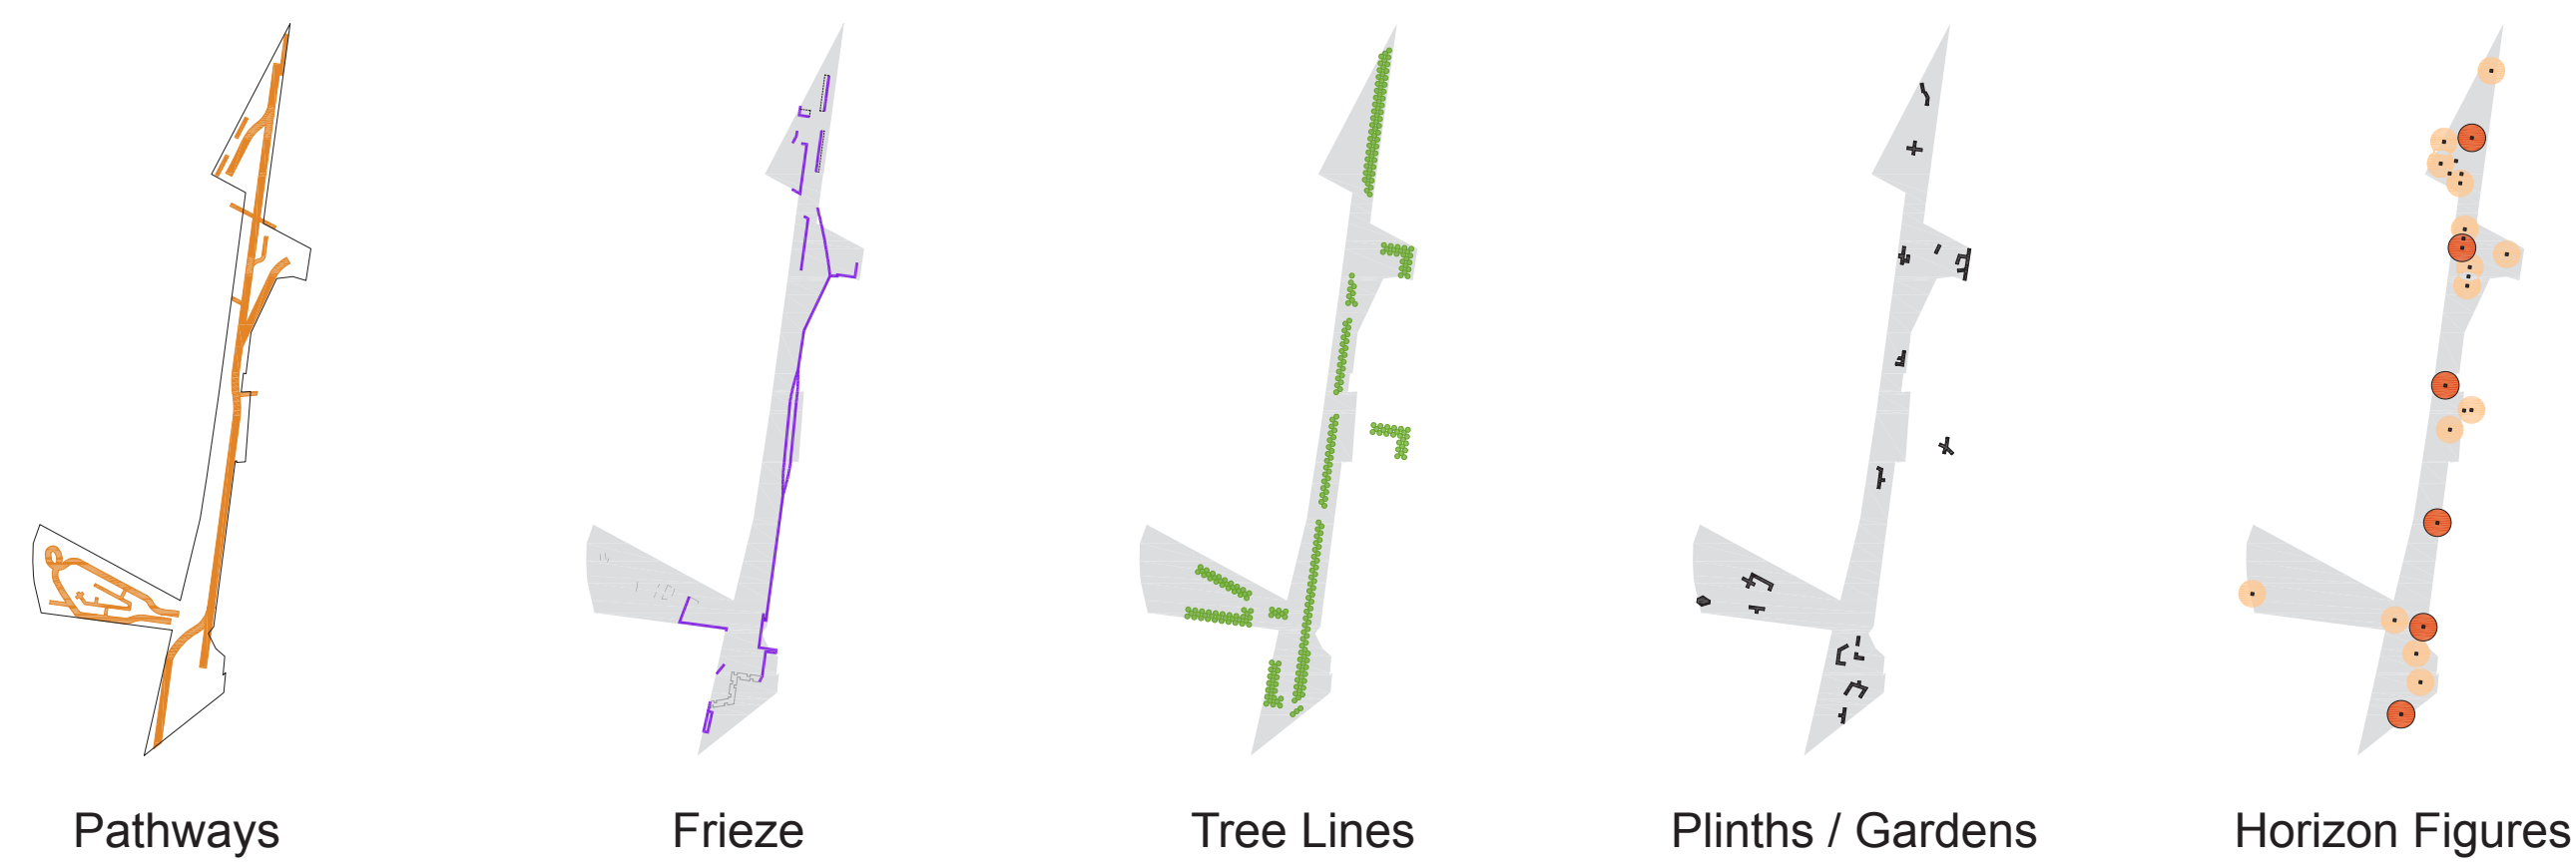 Pathways
Frieze
Tree Lines
Plinths / Gardens
Horizon Figures